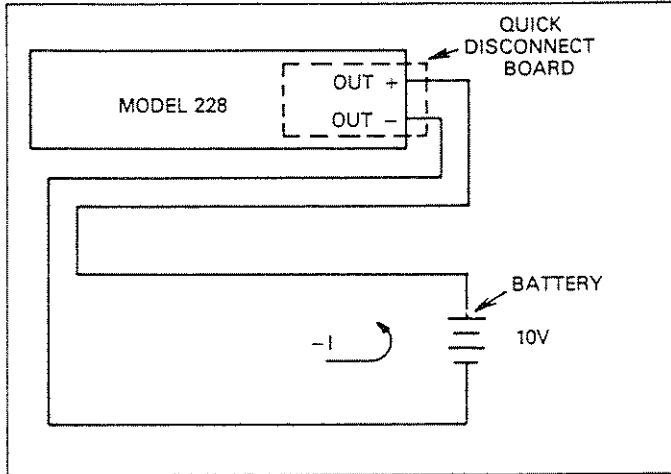 QUICK
DISCONNECT
BOARD
MODEL 228
OUT +
OUT −
BATTERY
10V
−I